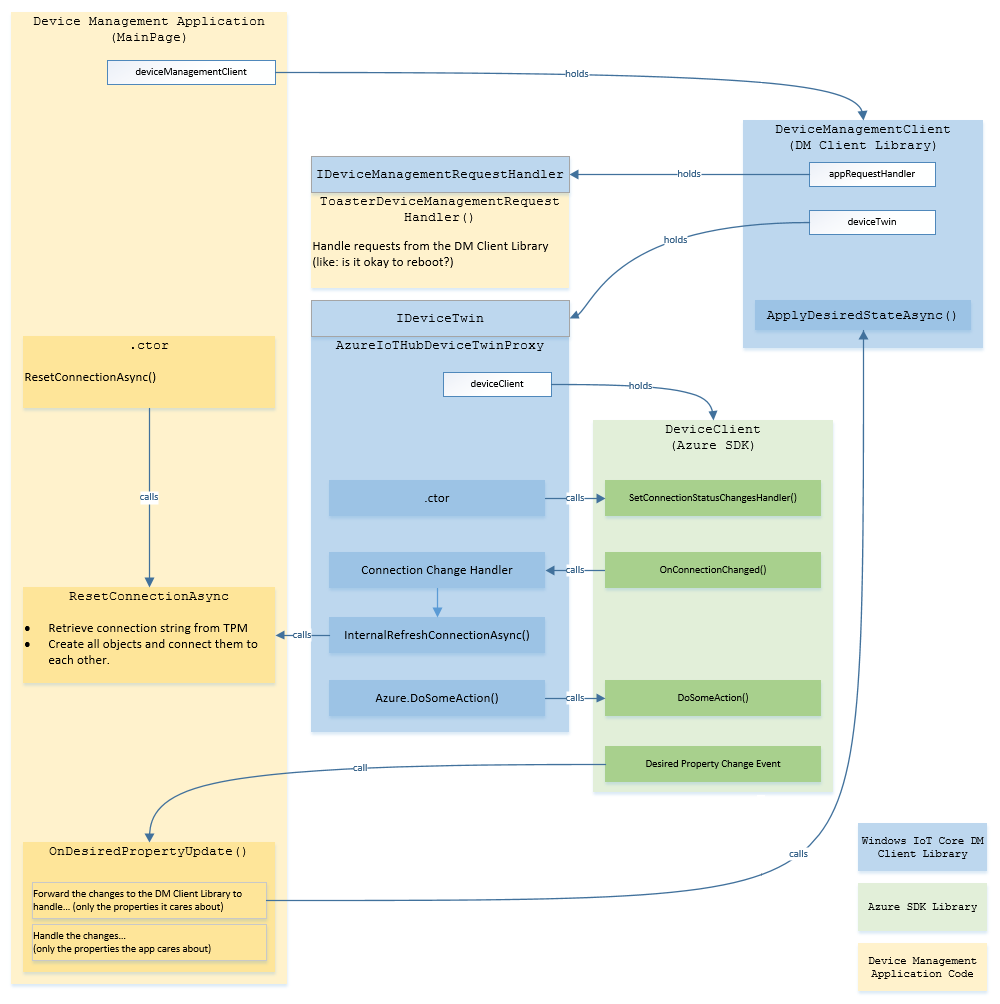 Device Management Application
(MainPage)
deviceManagementClient
holds
DeviceManagementClient
(DM Client Library)
appRequestHandler
holds
IDeviceManagementRequestHandler
ToasterDeviceManagementRequest
Handler()
Handle requests from the DM Client Library
(like: is it okay to reboot?)
deviceTwin
holds
ApplyDesiredStateAsync()
IDeviceTwin
AzureIoTHubDeviceTwinProxy
deviceClient
holds
.ctor
ResetConnectionAsync()
calls
DeviceClient
(Azure SDK)
.ctor
calls
SetConnectionStatusChangesHandler()
Connection Change Handler
calls
OnConnectionChanged()
InternalRefreshConnectionAsync()
calls
ResetConnectionAsync
• Retrieve connection string from TPM
• Create all objects and connect them to
each other.
Azure.DoSomeAction()
calls
DoSomeAction()
Desired Property Change Event
call
OnDesiredPropertyUpdate()
Forward the changes to the DM Client Library to
handle... (only the properties it cares about)
Handle the changes...
(only the properties the app cares about)
calls
Windows IoT Core DM
Client Library
Azure SDK Library
Device Management
Application Code